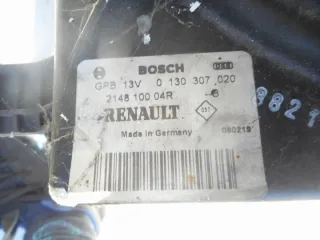 BOSCH
GPB 13V 0 130 307 020
2148 100 04R
RENAULT
Made in Germany
080219